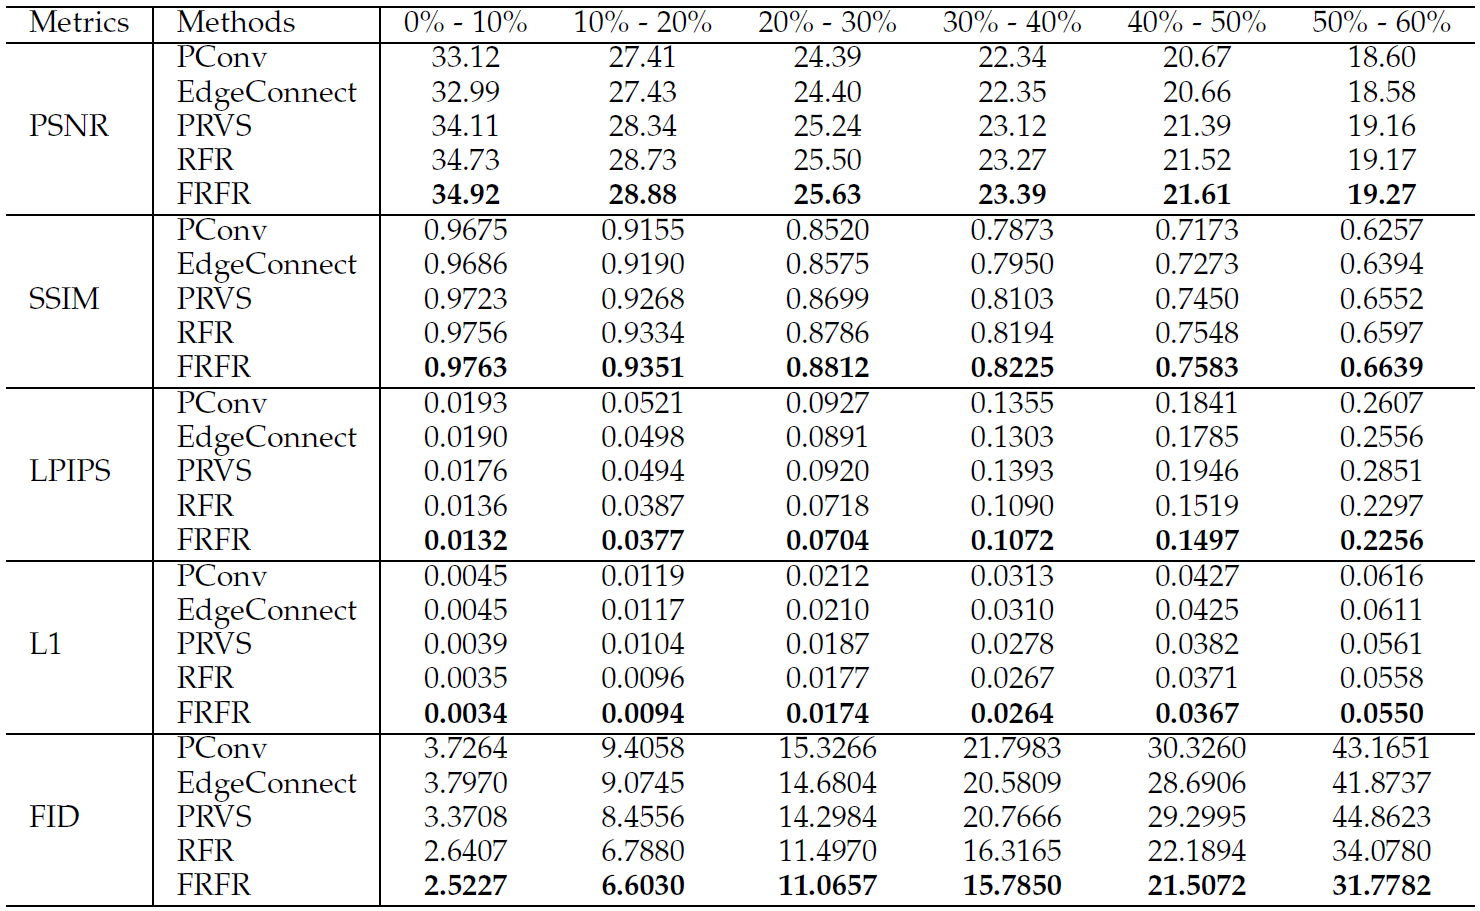 Metrics Methods 0% - 10% 10% - 20% 20% - 30% 30% - 40% 40% - 50% 50% - 60%
PConv 33.12 27.41 24.39 22.34 20.67 18.60
EdgeConnect 32.99 27.43 24.40 22.35 20.66 18.58
PSNR PRVS 34.11 28.34 25.24 23.12 21.39 19.16
RFR 34.73 28.73 25.50 23.27 21.52 19.17
FRFR 34.92 28.88 25.63 23.39 21.61 19.27
PConv 0.9675 0.9155 0.8520 0.7873 0.7173 0.6257
EdgeConnect 0.9686 0.9190 0.8575 0.7950 0.7273 0.6394
SSIM PRVS 0.9723 0.9268 0.8699 0.8103 0.7450 0.6552
RFR 0.9756 0.9334 0.8786 0.8194 0.7548 0.6597
FRFR 0.9763 0.9351 0.8812 0.8225 0.7583 0.6639
PConv 0.0193 0.0521 0.0927 0.1355 0.1841 0.2607
EdgeConnect 0.0190 0.0498 0.0891 0.1303 0.1785 0.2556
LPIPS PRVS 0.0176 0.0494 0.0920 0.1393 0.1946 0.2851
RFR 0.0136 0.0387 0.0718 0.1090 0.1519 0.2297
FRFR 0.0132 0.0377 0.0704 0.1072 0.1497 0.2256
PConv 0.0045 0.0119 0.0212 0.0313 0.0427 0.0616
EdgeConnect 0.0045 0.0117 0.0210 0.0310 0.0425 0.0611
L1 PRVS 0.0039 0.0104 0.0187 0.0278 0.0382 0.0561
RFR 0.0035 0.0096 0.0177 0.0267 0.0371 0.0558
FRFR 0.0034 0.0094 0.0174 0.0264 0.0367 0.0550
PConv 3.7264 9.4058 15.3266 21.7983 30.3260 43.1651
EdgeConnect 3.7970 9.0745 14.6804 20.5809 28.6906 41.8737
FID PRVS 3.3708 8.4556 14.2984 20.7666 29.2995 44.8623
RFR 2.6407 6.7880 11.4970 16.3165 22.1894 34.0780
FRFR 2.5227 6.6030 11.0657 15.7850 21.5072 31.7782